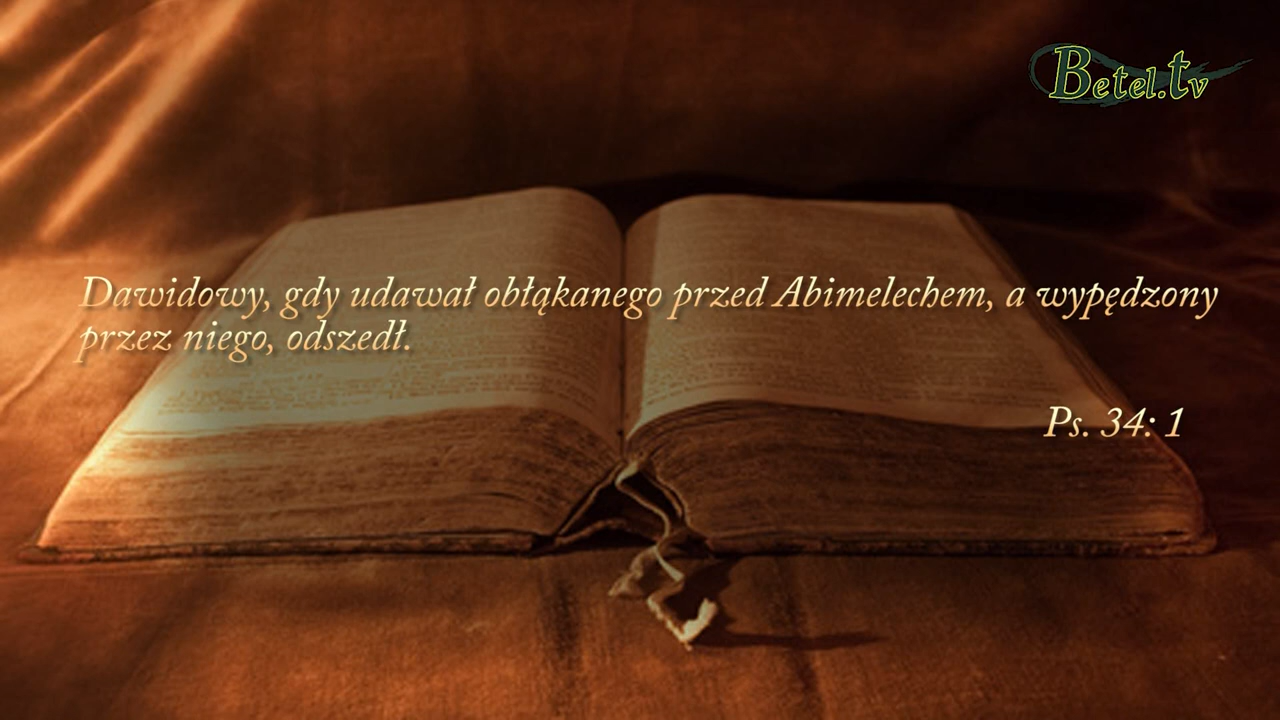 Betel.tv
Dawidowy, gdy udawał obłąkanego przed Abimelechem, a wypędzony
przez niego, odszedł.
Ps. 34: 1